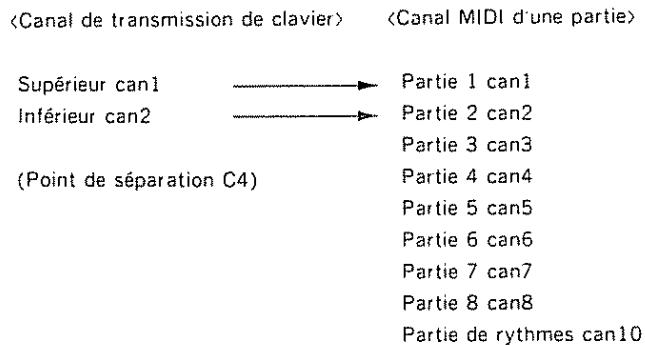 〈Canal de transmission de clavier〉 〈Canal MIDI d'une partie〉
Supérieur can1 Partie 1 can1
Inférieur can2 Partie 2 can2
Partie 3 can3
(Point de séparation C4) Partie 4 can4
Partie 5 can5
Partie 6 can6
Partie 7 can7
Partie 8 can8
Partie de rythmes can10